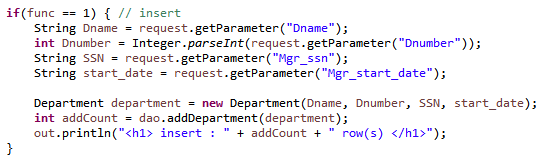 if(func == 1) { // insert
String Dname = request.getParameter("Dname");
int Dnumber = Integer.parseInt(request.getParameter("Dnumber"));
String SSN = request.getParameter("Mgr_ssn");
String start_date = request.getParameter("Mgr_start_date");
Department department = new Department(Dname, Dnumber, SSN, start_date);
int addCount = dao.addDepartment(department);
out.println("<h1> insert : " + addCount + " row(s) </h1>");
}